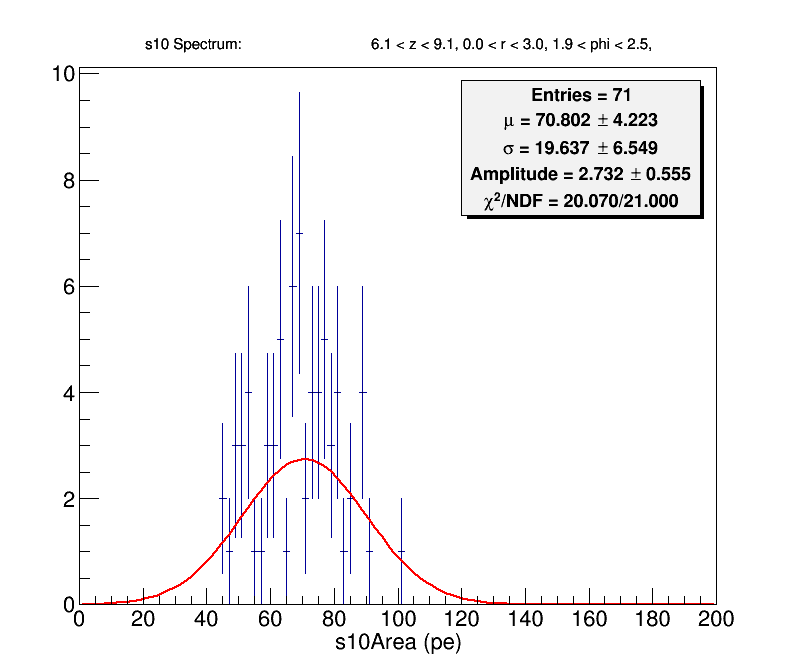 s10 Spectrum: 6.1 < z < 9.1, 0.0 < r < 3.0, 1.9 < phi < 2.5,
Entries = 71
μ = 70.802 ± 4.223
σ = 19.637 ± 6.549
Amplitude = 2.732 ± 0.555
χ²/NDF = 20.070/21.000
10
8
6
4
2
0
0 20 40 60 80 100 120 140 160 180 200
s10Area (pe)